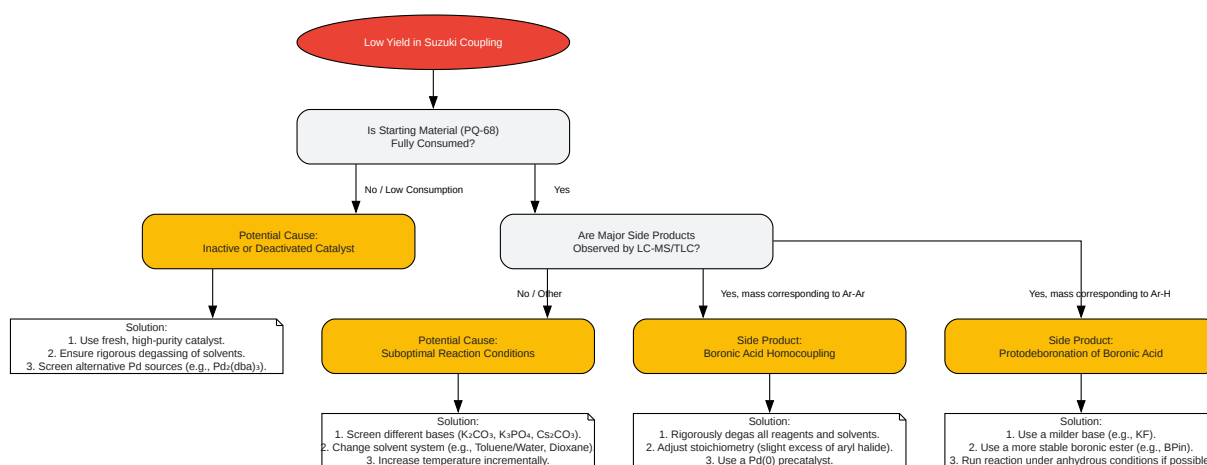 Low Yield in Suzuki Coupling
Is Starting Material (PQ-68)
Fully Consumed?
No / Low Consumption
Yes
Potential Cause:
Inactive or Deactivated Catalyst
Are Major Side Products
Observed by LC-MS/TLC?
No / Other
Yes, mass corresponding to Ar-Ar
Yes, mass corresponding to Ar-H
Solution:
1. Use fresh, high-purity catalyst.
2. Ensure rigorous degassing of solvents.
3. Screen alternative Pd sources (e.g., Pd₂(dba)₃).
Potential Cause:
Suboptimal Reaction Conditions
Side Product:
Boronic Acid Homocoupling
Side Product:
Protodeboronation of Boronic Acid
Solution:
1. Screen different bases (K₂CO₃, K₃PO₄, Cs₂CO₃).
2. Change solvent system (e.g., Toluene/Water, Dioxane).
3. Increase temperature incrementally.
Solution:
1. Rigorously degas all reagents and solvents.
2. Adjust stoichiometry (slight excess of aryl halide).
3. Use a Pd(0) precatalyst.
Solution:
1. Use a milder base (e.g., KF).
2. Use a more stable boronic ester (e.g., BPin).
3. Run reaction under anhydrous conditions if possible